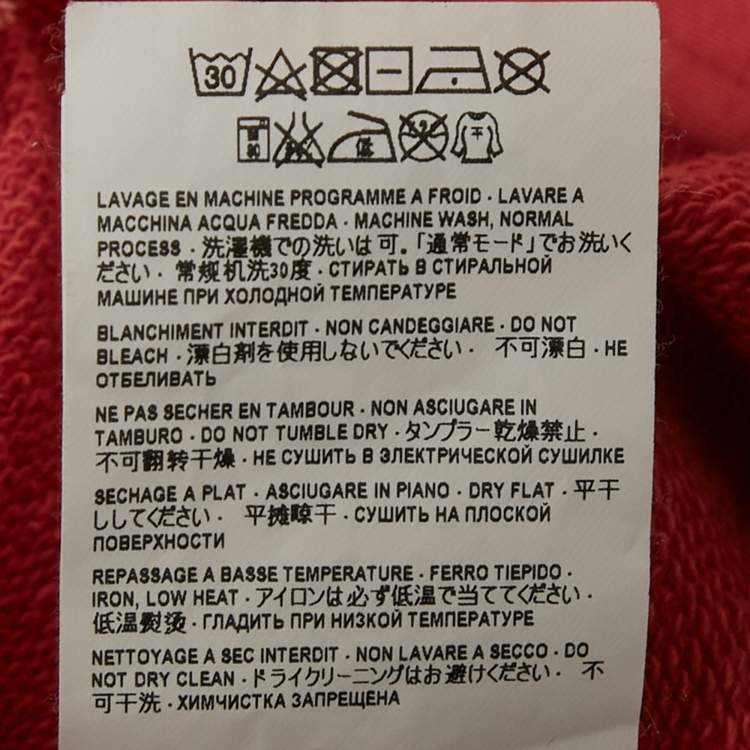 30
低
平
LAVAGE EN MACHINE PROGRAMME A FROID · LAVARE A
MACCHINA ACQUA FREDDA · MACHINE WASH, NORMAL
PROCESS · 洗濯機での洗いは可。「通常モード」でお洗いく
ださい · 常规机洗30度 · СТИРАТЬ В СТИРАЛЬНОЙ
МАШИНЕ ПРИ ХОЛОДНОЙ ТЕМПЕРАТУРЕ
BLANCHIMENT INTERDIT · NON CANDEGGIARE · DO NOT
BLEACH · 漂白剤を使用しないでください · 不可漂白 · НЕ
ОТБЕЛИВАТЬ
NE PAS SECHER EN TAMBOUR · NON ASCIUGARE IN
TAMBURO · DO NOT TUMBLE DRY · タンブラー乾燥禁止 ·
不可翻转干燥 · НЕ СУШИТЬ В ЭЛЕКТРИЧЕСКОЙ СУШИЛКЕ
SECHAGE A PLAT · ASCIUGARE IN PIANO · DRY FLAT · 平干
ししてください · 平摊晾干 · СУШИТЬ НА ПЛОСКОЙ
ПОВЕРХНОСТИ
REPASSAGE A BASSE TEMPERATURE · FERRO TIEPIDO ·
IRON, LOW HEAT · アイロンは必ず低温で当ててください ·
低温熨烫 · ГЛАДИТЬ ПРИ НИЗКОЙ ТЕМПЕРАТУРЕ
NETTOYAGE A SEC INTERDIT · NON LAVARE A SECCO · DO
NOT DRY CLEAN · ドライクリーニングはお避けください · 不
可干洗 · ХИМЧИСТКА ЗАПРЕЩЕНА